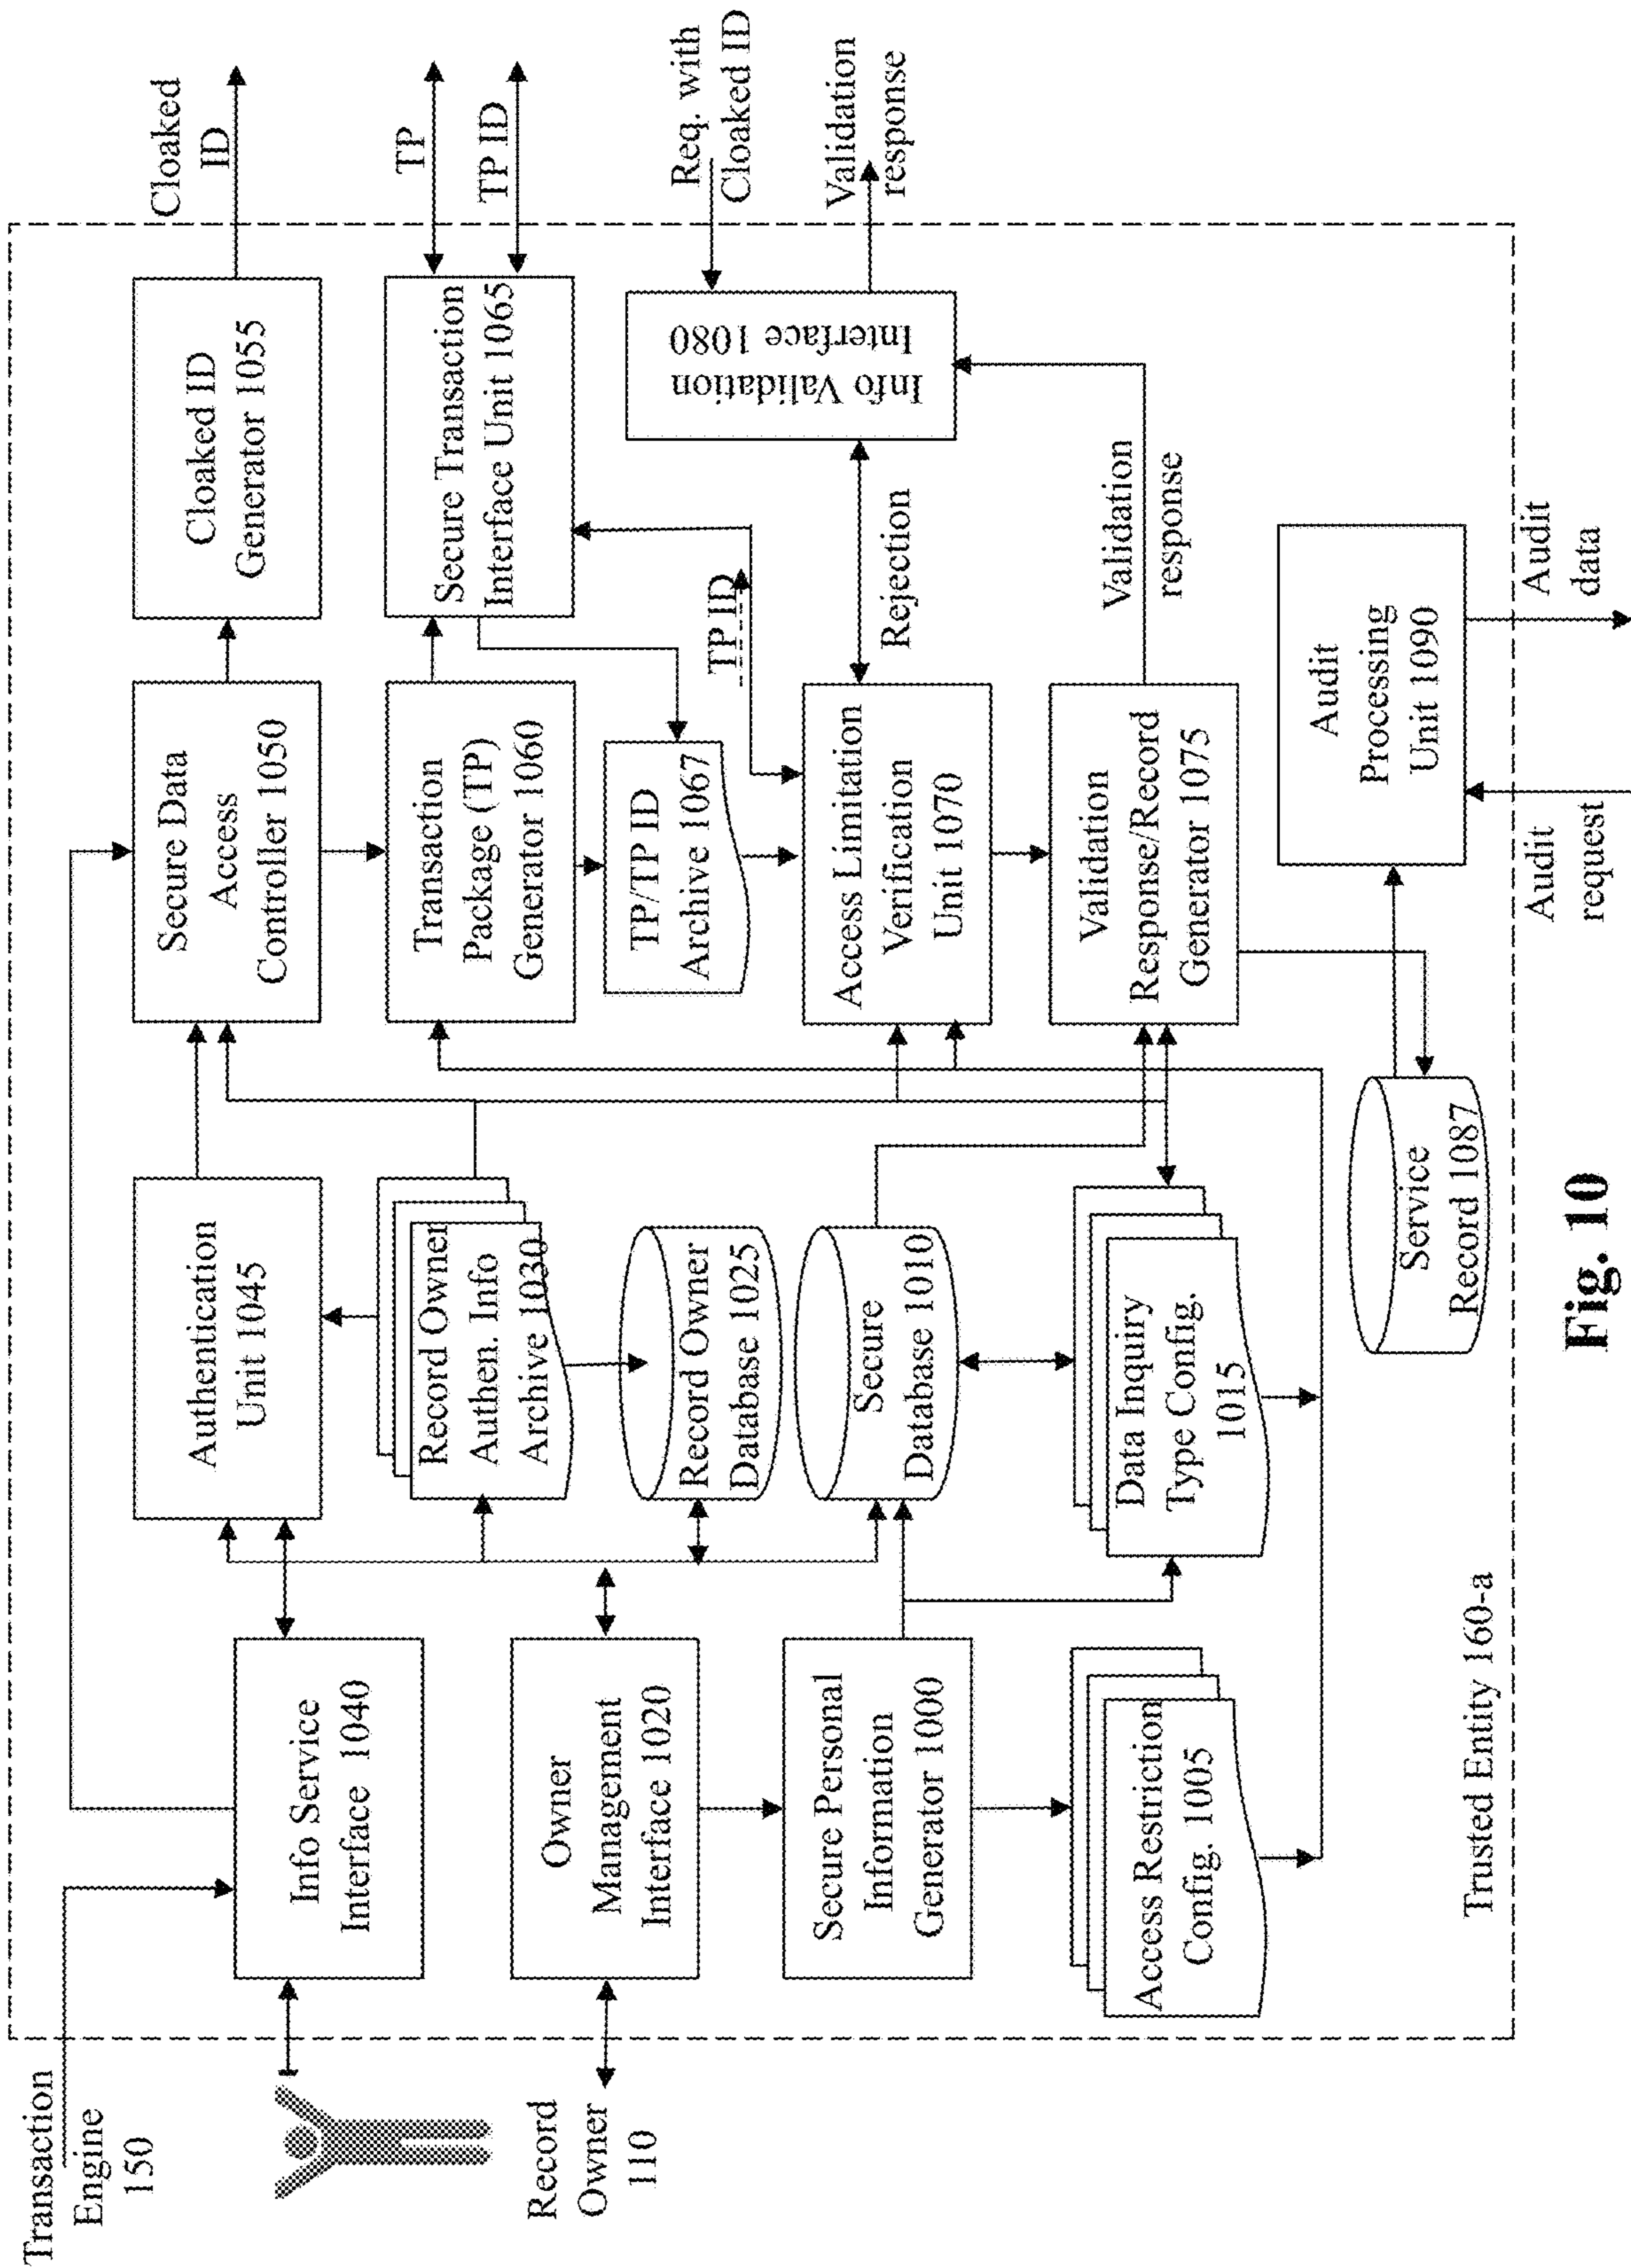 Transaction
Engine
150
Record
Owner
110
Info Service
Interface 1040
Owner
Management
Interface 1020
Secure Personal
Information
Generator 1000
Access Restriction
Config. 1005
Authentication
Unit 1045
Record Owner
Authen. Info
Archive 1030
Record Owner
Database 1025
Secure
Database 1010
Data Inquiry
Type Config.
1015
Secure Data
Access
Controller 1050
Transaction
Package (TP)
Generator 1060
TP/TP ID
Archive 1067
Access Limitation
Verification
Unit 1070
Validation
Response/Record
Generator 1075
Service
Record 1087
Cloaked ID
Generator 1055
Secure Transaction
Interface Unit 1065
TP ID
Info Validation
Interface 1080
Rejection
Validation
response
Audit
Processing
Unit 1090
Cloaked
ID
TP
TP ID
Req. with
Cloaked ID
Validation
response
Audit
request
Audit
data
Trusted Entity 160-a
Fig. 10